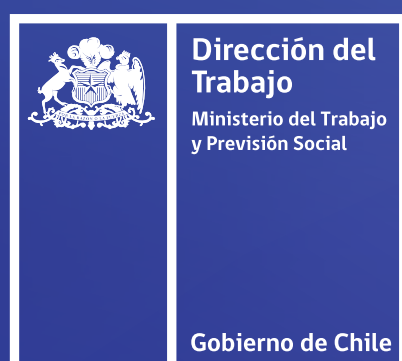 Dirección del
Trabajo
Ministerio del Trabajo
y Previsión Social
Gobierno de Chile